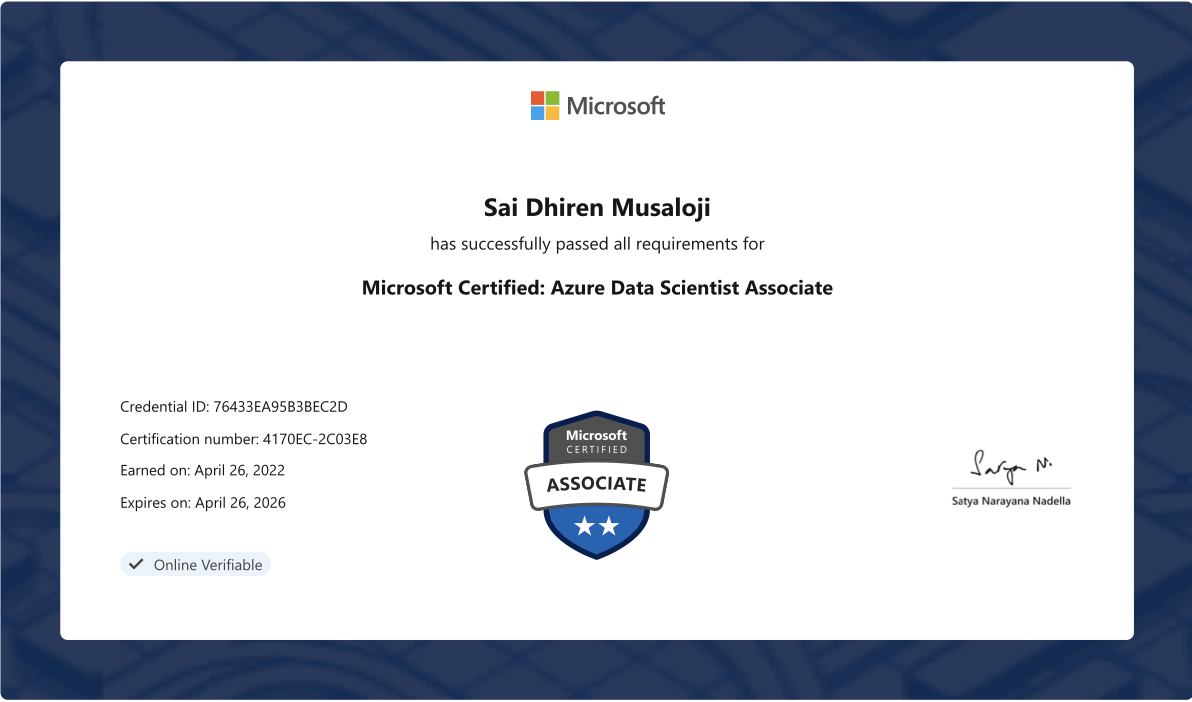 Microsoft
Sai Dhiren Musaloji
has successfully passed all requirements for
Microsoft Certified: Azure Data Scientist Associate
Credential ID: 76433EA95B3BEC2D
Certification number: 4170EC-2C03E8
Earned on: April 26, 2022
Expires on: April 26, 2026
Online Verifiable
Microsoft
CERTIFIED
ASSOCIATE
Satya N.
Satya Narayana Nadella